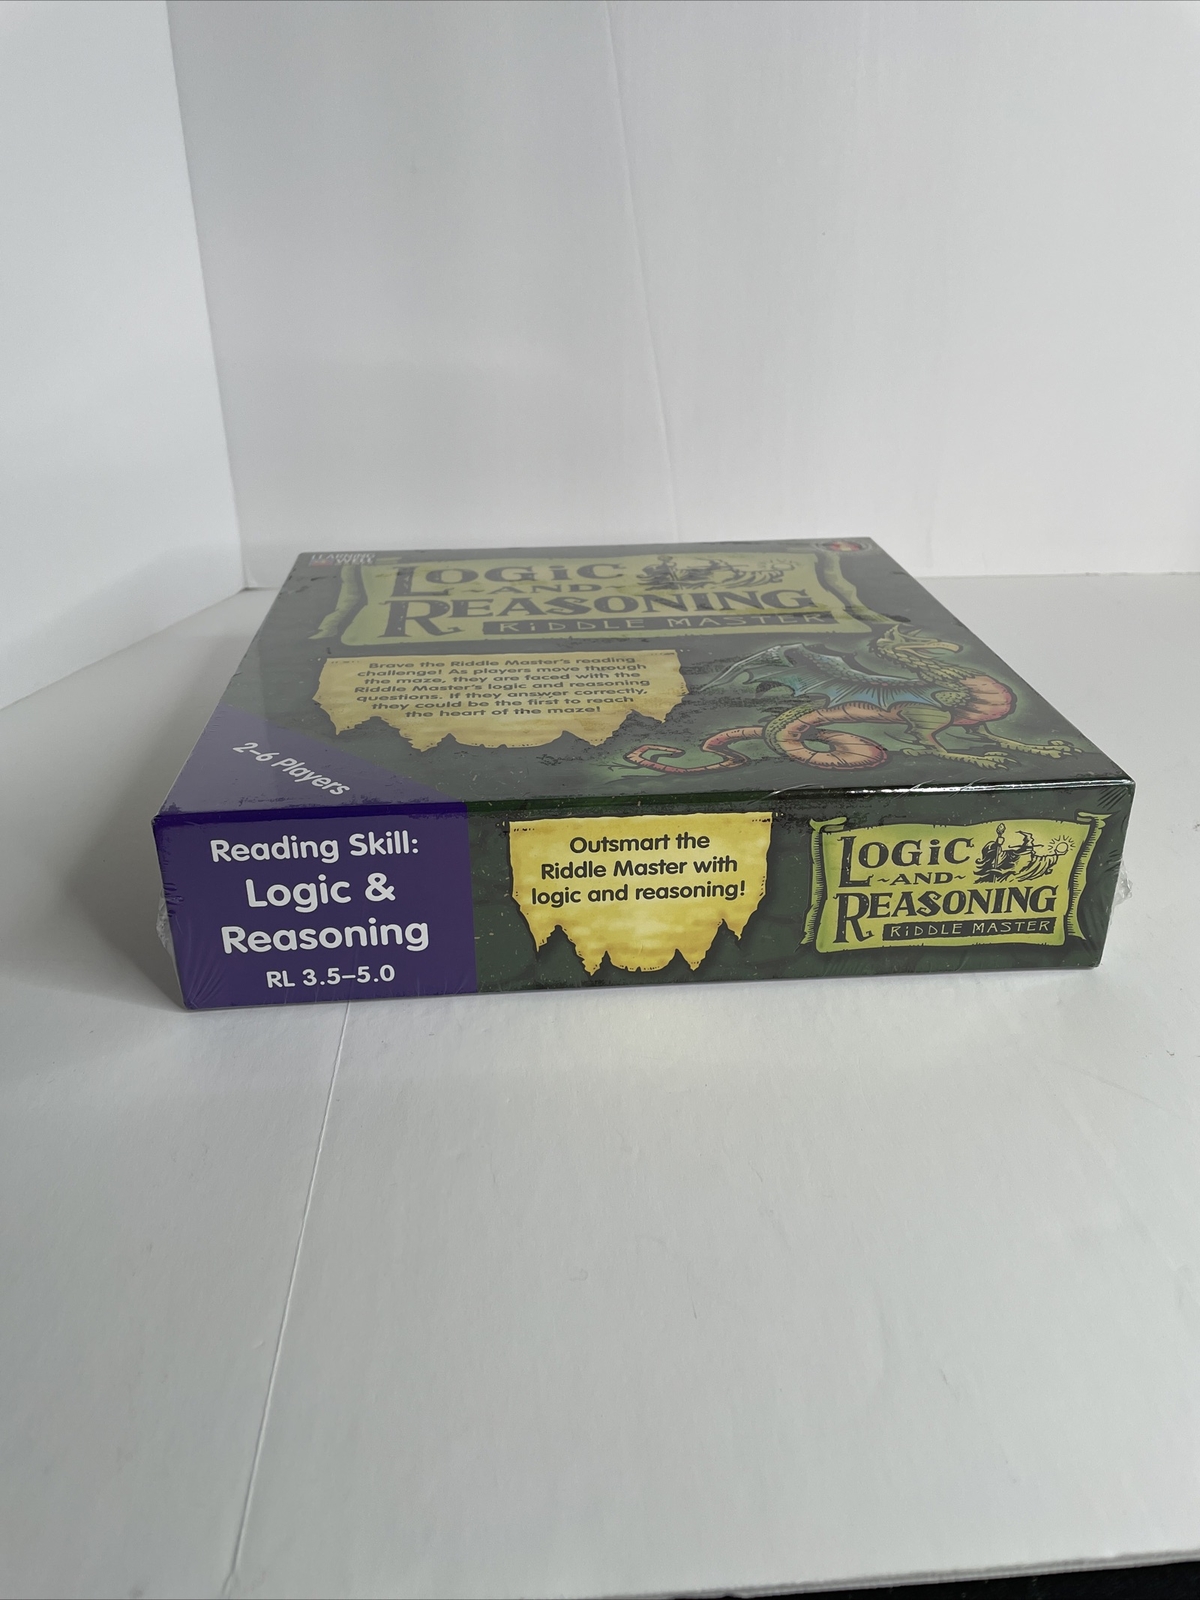 LEARNING
WELL
LOGIC
~AND~
REASONING
RIDDLE MASTER
Brave the Riddle Master's reading
challenge! As players move through
the maze, they are faced with the
Riddle Master's logic and reasoning
questions. If they answer correctly,
they could be the first to reach
the heart of the maze!
2–6 Players
Reading Skill:
Logic &
Reasoning
RL 3.5–5.0
Outsmart the
Riddle Master with
logic and reasoning!
LOGIC
~AND~
REASONING
RIDDLE MASTER